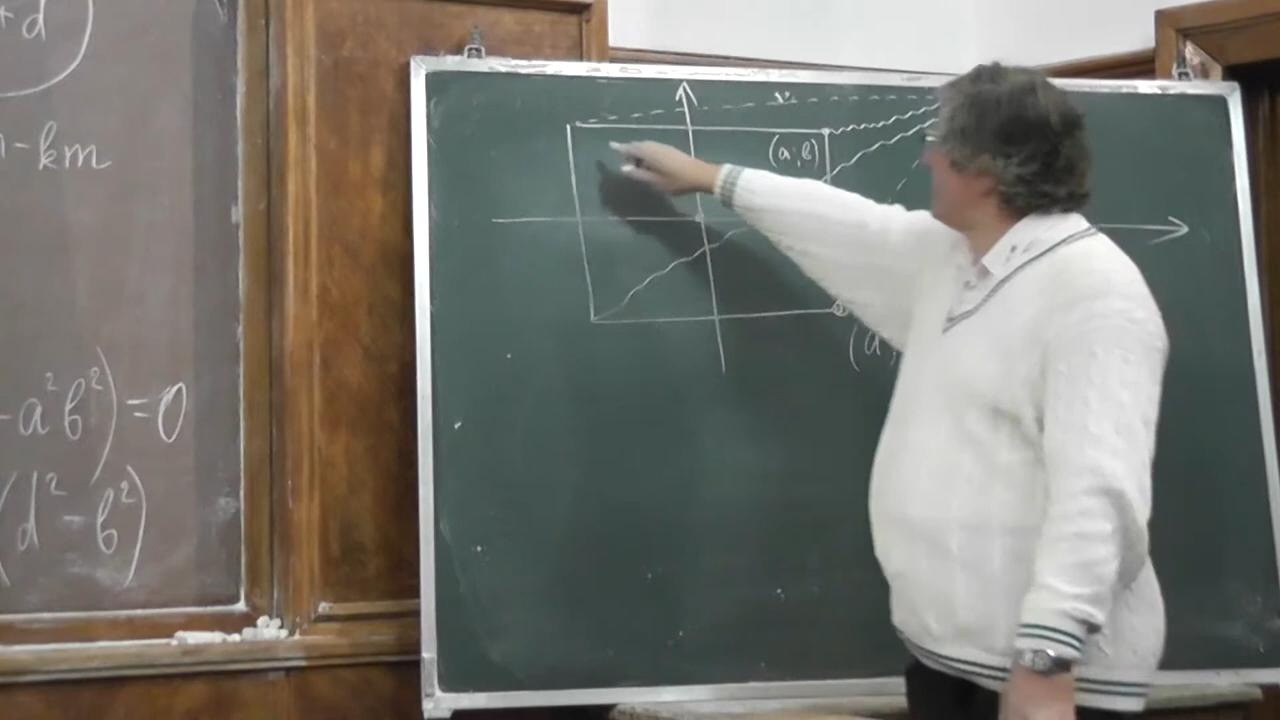 +d)
n-km
-a²b²)=0
(d²-b²)
(a;b)
(a,